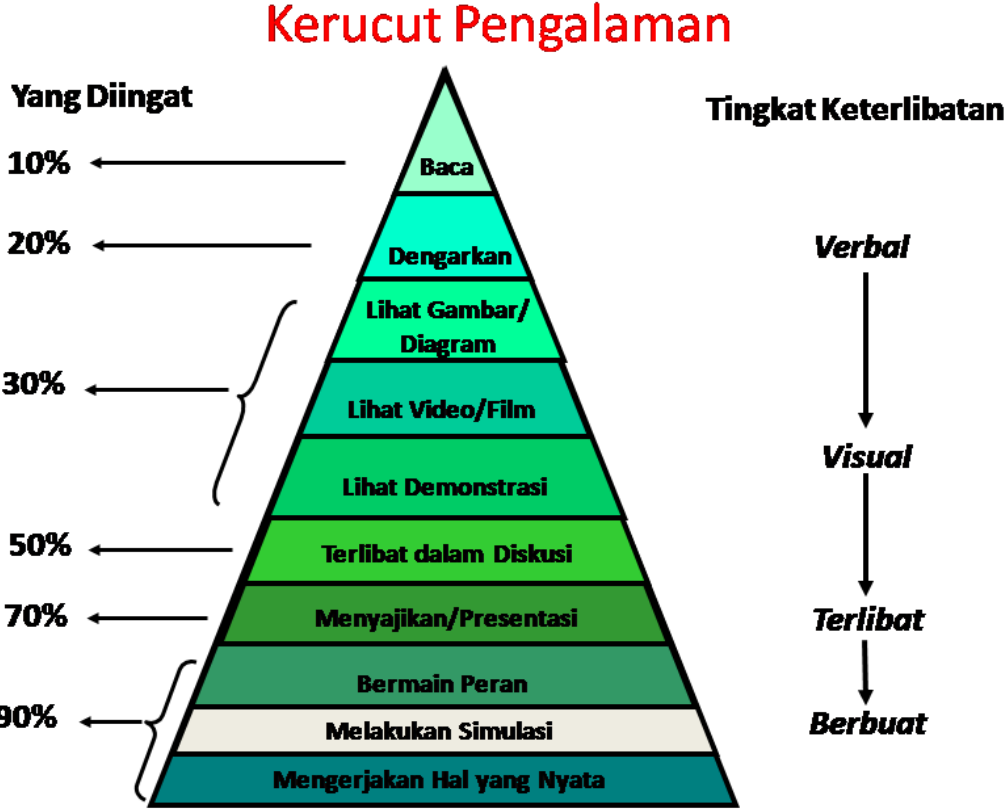 Kerucut Pengalaman
Yang Diingat
Tingkat Keterlibatan
10%
Baca
20%
Dengarkan
Verbal
Lihat Gambar/
Diagram
30%
Lihat Video/Film
Visual
Lihat Demonstrasi
50%
Terlibat dalam Diskusi
70%
Menyajikan/Presentasi
Terlibat
Bermain Peran
90%
Melakukan Simulasi
Berbuat
Mengerjakan Hal yang Nyata